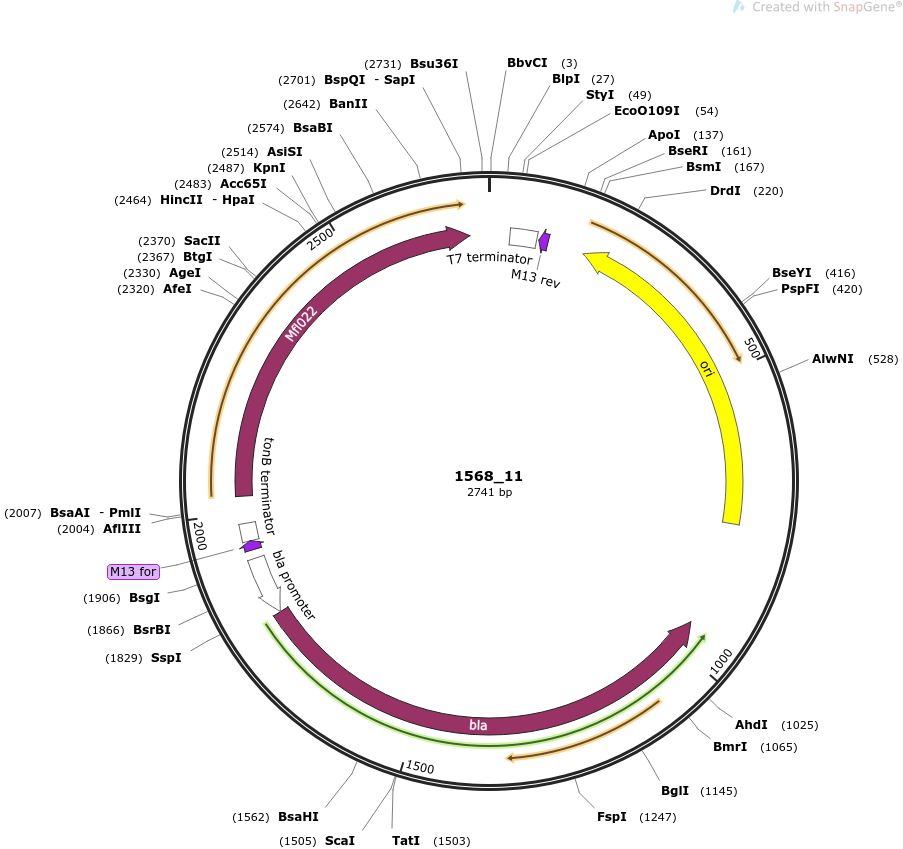 Created with SnapGene®
(2731) Bsu36I
BbvCI (3)
(2701) BspQI - SapI
BlpI (27)
(2642) BanII
StyI (49)
(2574) BsaBI
EcoO109I (54)
(2514) AsiSI
ApoI (137)
(2487) KpnI
BseRI (161)
(2483) Acc65I
BsmI (167)
(2464) HincII - HpaI
DrdI (220)
(2370) SacII
(2367) BtgI
(2330) AgeI
(2320) AfeI
BseYI (416)
PspFI (420)
AlwNI (528)
2500
500
T7 terminator
M13 rev
Mfl022
ori
tonB terminator
1568_11
2741 bp
(2007) BsaAI - PmlI
(2004) AflIII
2000
M13 for
bla promoter
(1906) BsgI
(1866) BsrBI
(1829) SspI
1000
bla
AhdI (1025)
BmrI (1065)
1500
BglI (1145)
(1562) BsaHI
FspI (1247)
(1505) ScaI
TatI (1503)